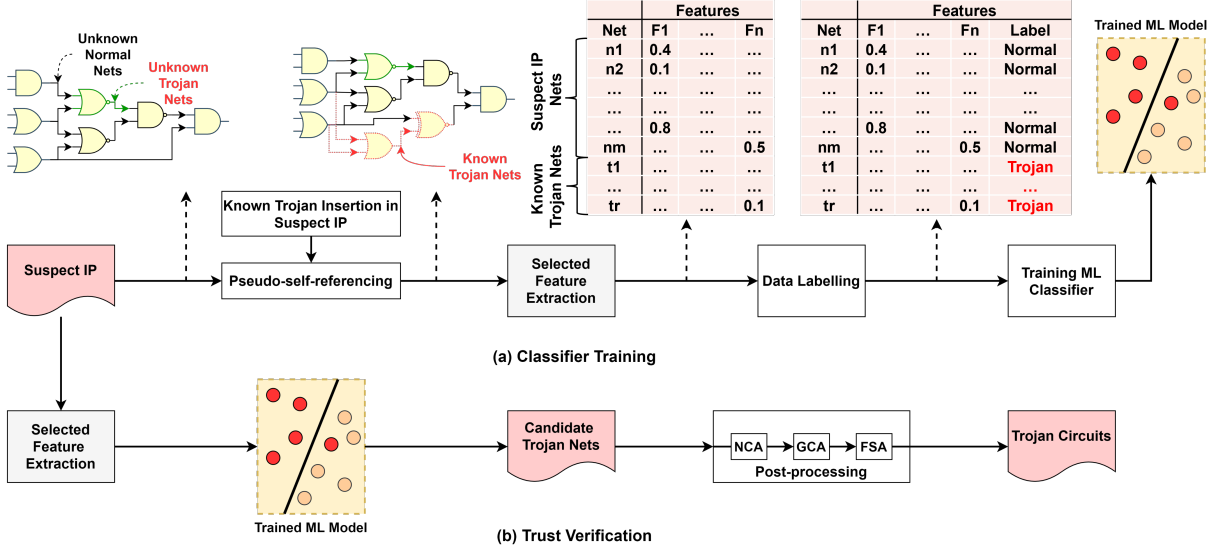 Unknown
Normal
Nets
Unknown
Trojan
Nets
Known
Trojan Nets
Suspect IP
Nets
Known
Trojan Nets
Features
Net F1 ... Fn
n1 0.4 ... ...
n2 0.1 ... ...
... ... ...
... ... ...
... 0.8 ... ...
nm ... 0.5
t1 ... ... ...
... ... ... ...
tr ... ... 0.1
Features
Net F1 ... Fn Label
n1 0.4 ... ... Normal
n2 0.1 ... ... Normal
... ... ... ...
... ... ... ...
... 0.8 ... ... Normal
nm ... ... 0.5 Normal
t1 ... ... ... Trojan
... ... ... ... ...
tr ... ... 0.1 Trojan
Trained ML Model
Known Trojan Insertion in
Suspect IP
Suspect IP
Pseudo-self-referencing
Selected
Feature
Extraction
Data Labelling
Training ML
Classifier
(a) Classifier Training
Selected
Feature
Extraction
Trained ML Model
Candidate
Trojan Nets
NCA GCA FSA
Post-processing
Trojan Circuits
(b) Trust Verification